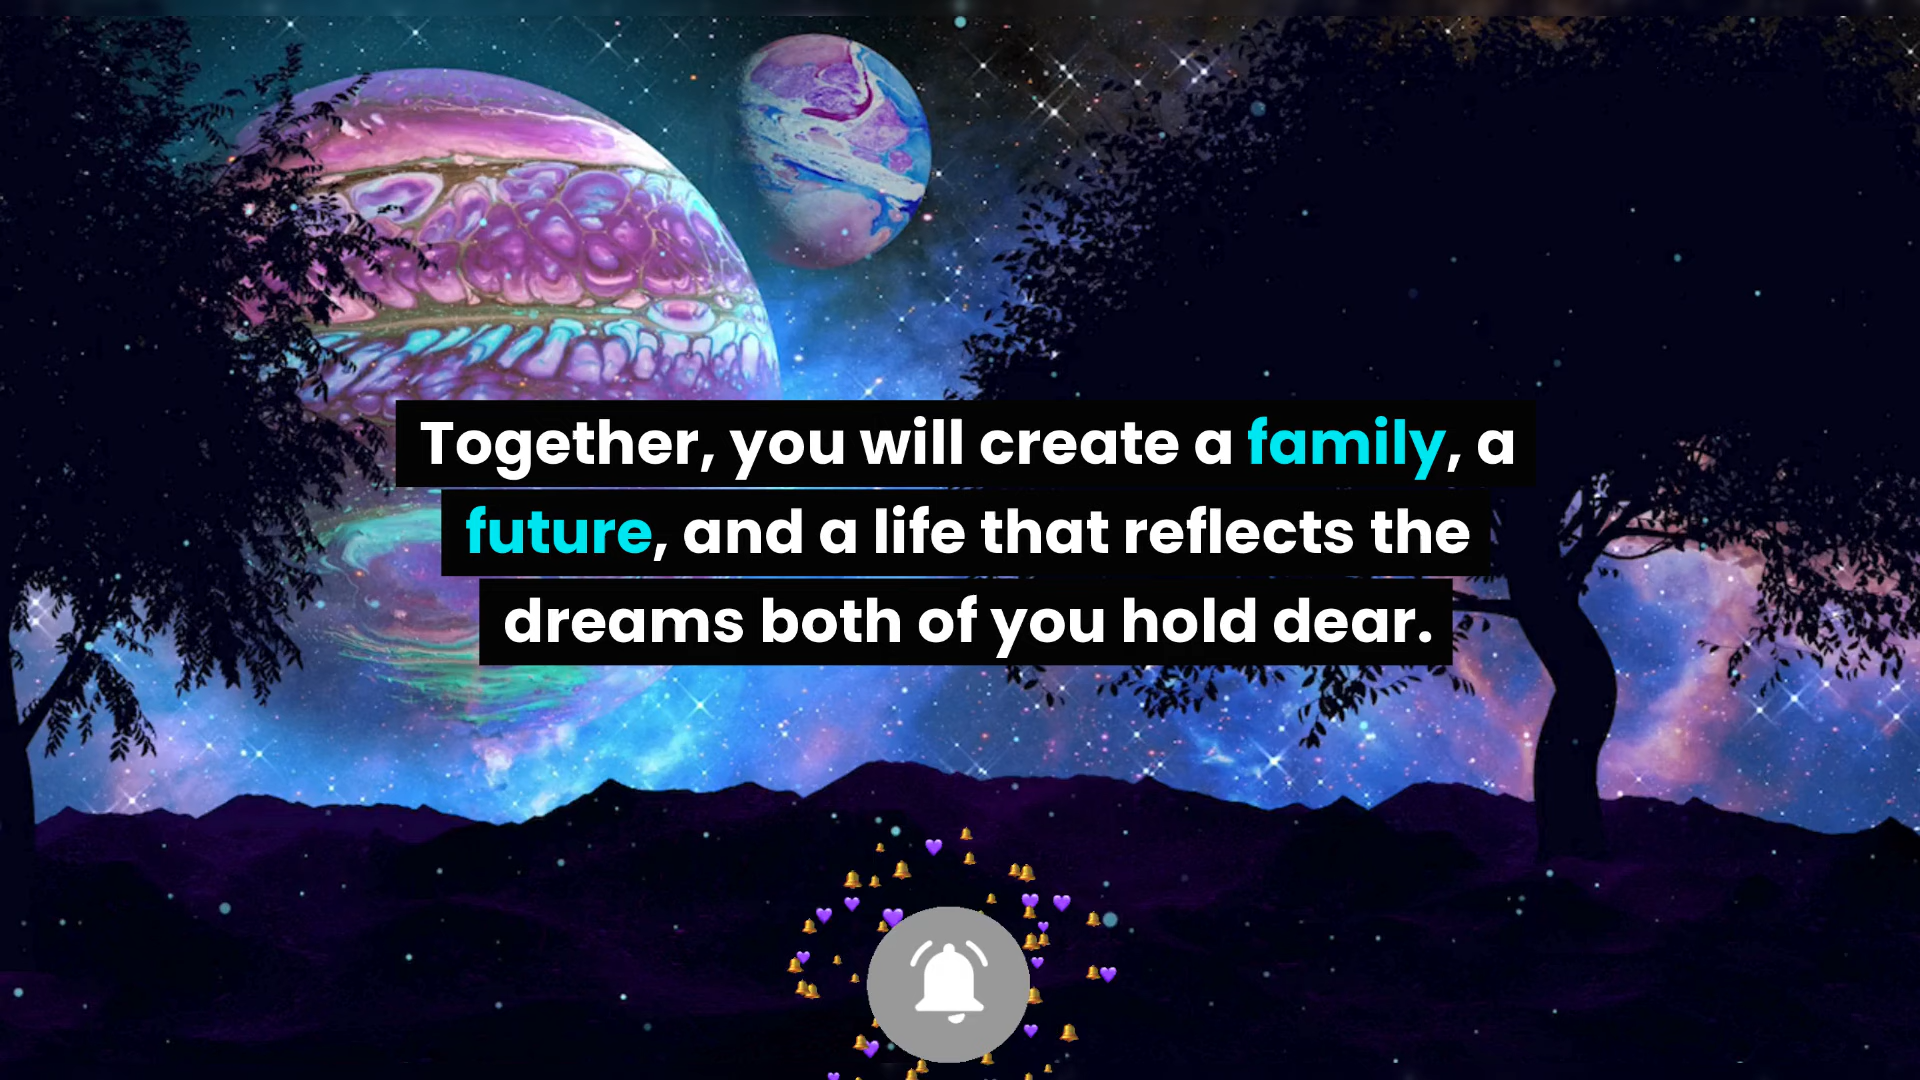 Together, you will create a family, a
future, and a life that reflects the
dreams both of you hold dear.